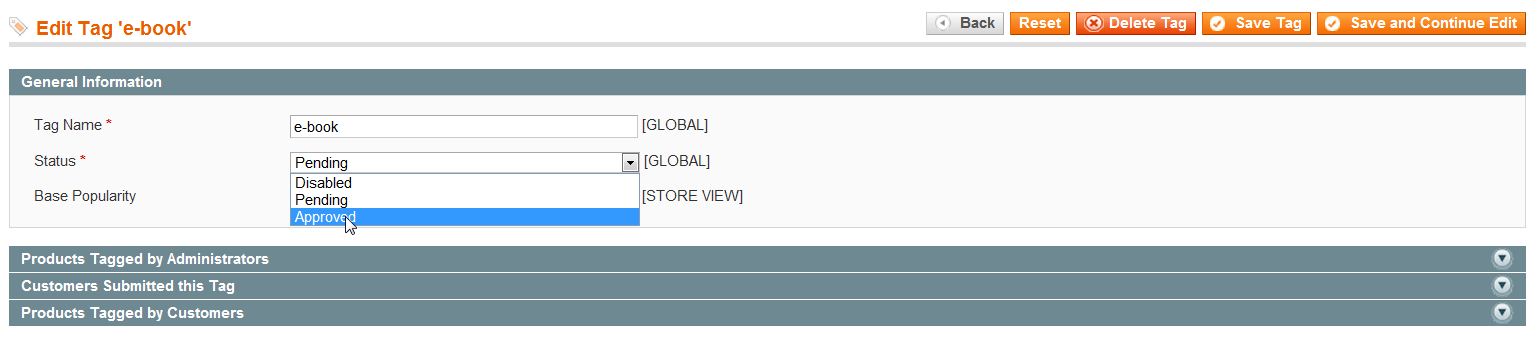 Edit Tag 'e-book'
Back Reset Delete Tag Save Tag Save and Continue Edit
General Information
Tag Name * e-book [GLOBAL]
Status * Pending [GLOBAL]
Disabled
Base Popularity Pending [STORE VIEW]
Approved
Products Tagged by Administrators
Customers Submitted this Tag
Products Tagged by Customers